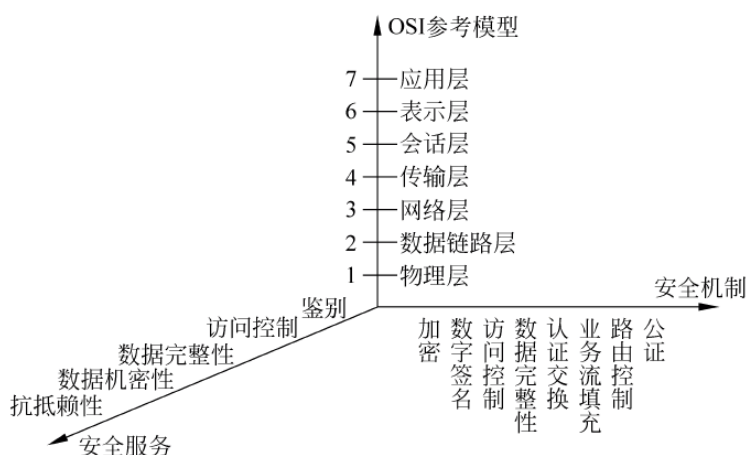 OSI参考模型
7 应用层
6 表示层
5 会话层
4 传输层
3 网络层
2 数据链路层
1 物理层
安全机制
加密
数字签名
访问控制
数据完整性
认证交换
业务流填充
路由控制
公证
鉴别
访问控制
数据完整性
数据机密性
抗抵赖性
安全服务